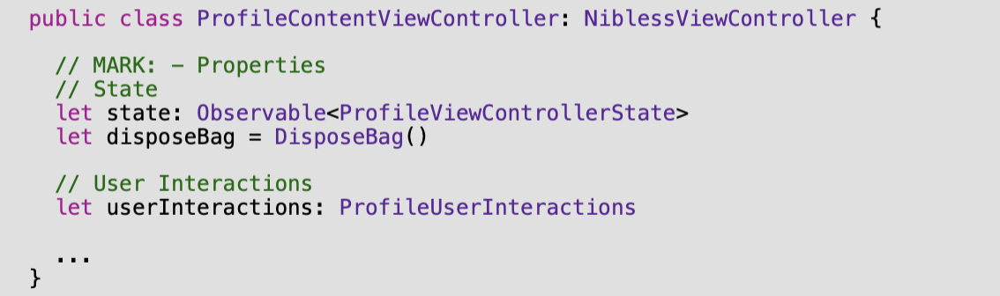 public class ProfileContentViewController: NiblessViewController {
// MARK: – Properties
// State
let state: Observable<ProfileViewControllerState>
let disposeBag = DisposeBag()
// User Interactions
let userInteractions: ProfileUserInteractions
...
}